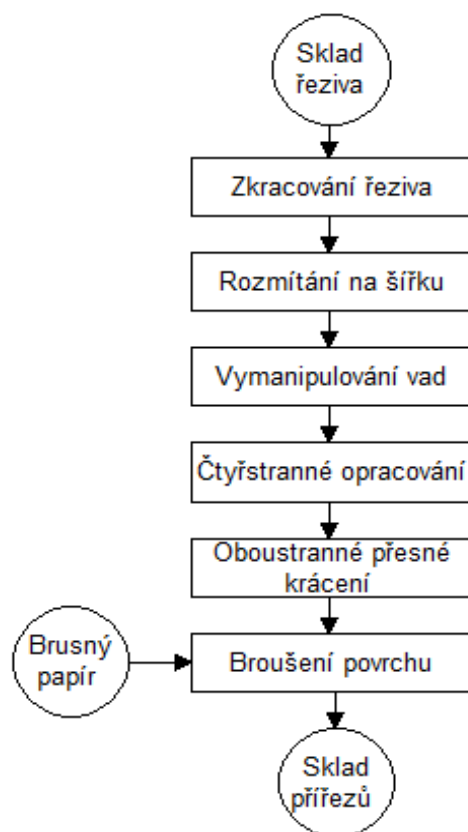 Sklad
řeziva
Zkracování řeziva
Rozmítání na šířku
Vymanipulování vad
Čtyřstranné opracování
Oboustranné přesné
krácení
Brusný
papír
Broušení povrchu
Sklad
přířezů